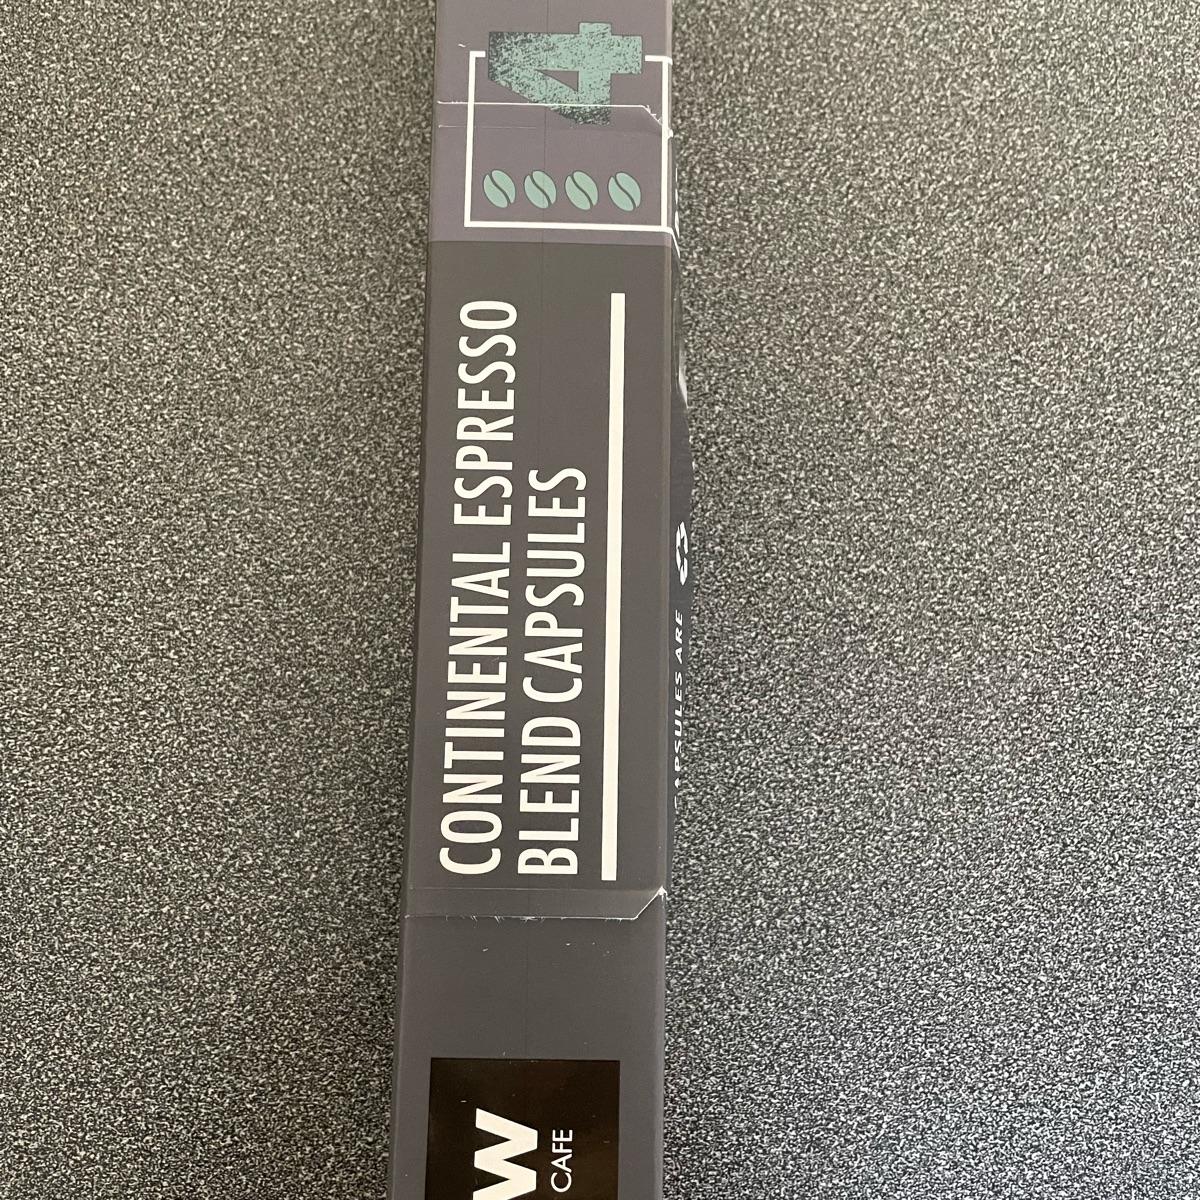 4
CONTINENTAL ESPRESSO
BLEND CAPSULES
CAPSULES ARE
W
CAFE